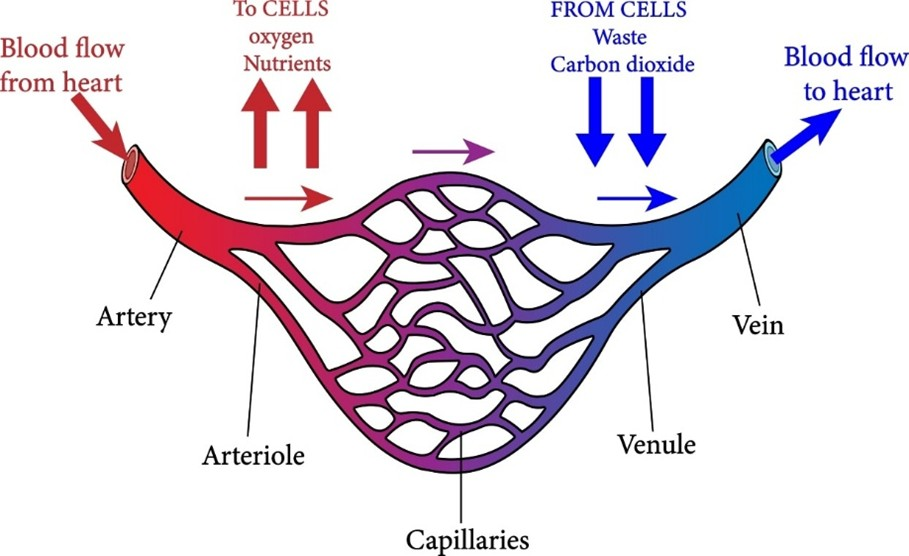 To CELLS
oxygen
Nutrients
FROM CELLS
Waste
Carbon dioxide
Blood flow
from heart
Blood flow
to heart
Artery
Vein
Arteriole
Venule
Capillaries